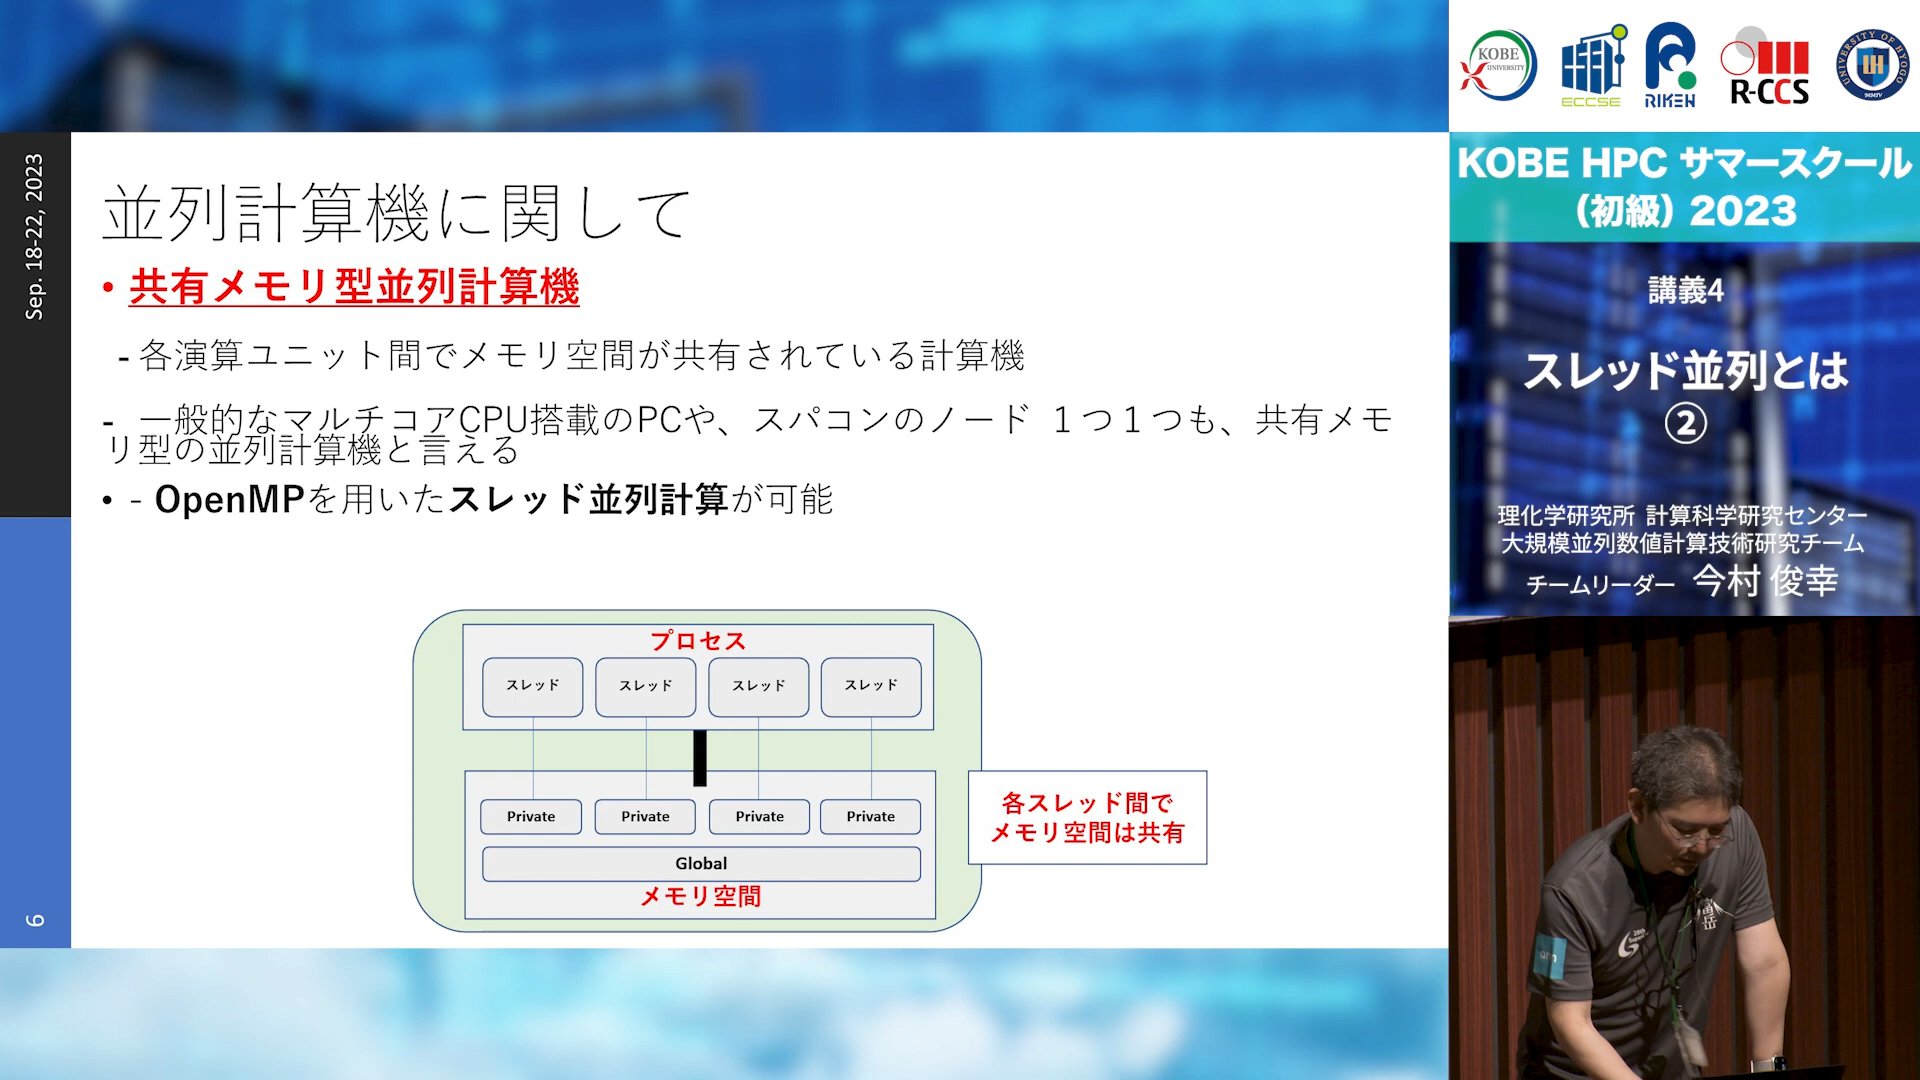 Sep. 18-22, 2023
6
並列計算機に関して
• 共有メモリ型並列計算機
- 各演算ユニット間でメモリ空間が共有されている計算機
- 一般的なマルチコアCPU搭載のPCや、スパコンのノード １つ１つも、共有メモ
リ型の並列計算機と言える
• - OpenMPを用いたスレッド並列計算が可能
プロセス
スレッド スレッド スレッド スレッド
Private Private Private Private
Global
メモリ空間
各スレッド間で
メモリ空間は共有
KOBE UNIVERSITY
ECCSE
RIKEN
R-CCS
UNIVERSITY OF HYOGO
KOBE HPC サマースクール
（初級）2023
講義4
スレッド並列とは
②
理化学研究所 計算科学研究センター
大規模並列数値計算技術研究チーム
チームリーダー 今村 俊幸